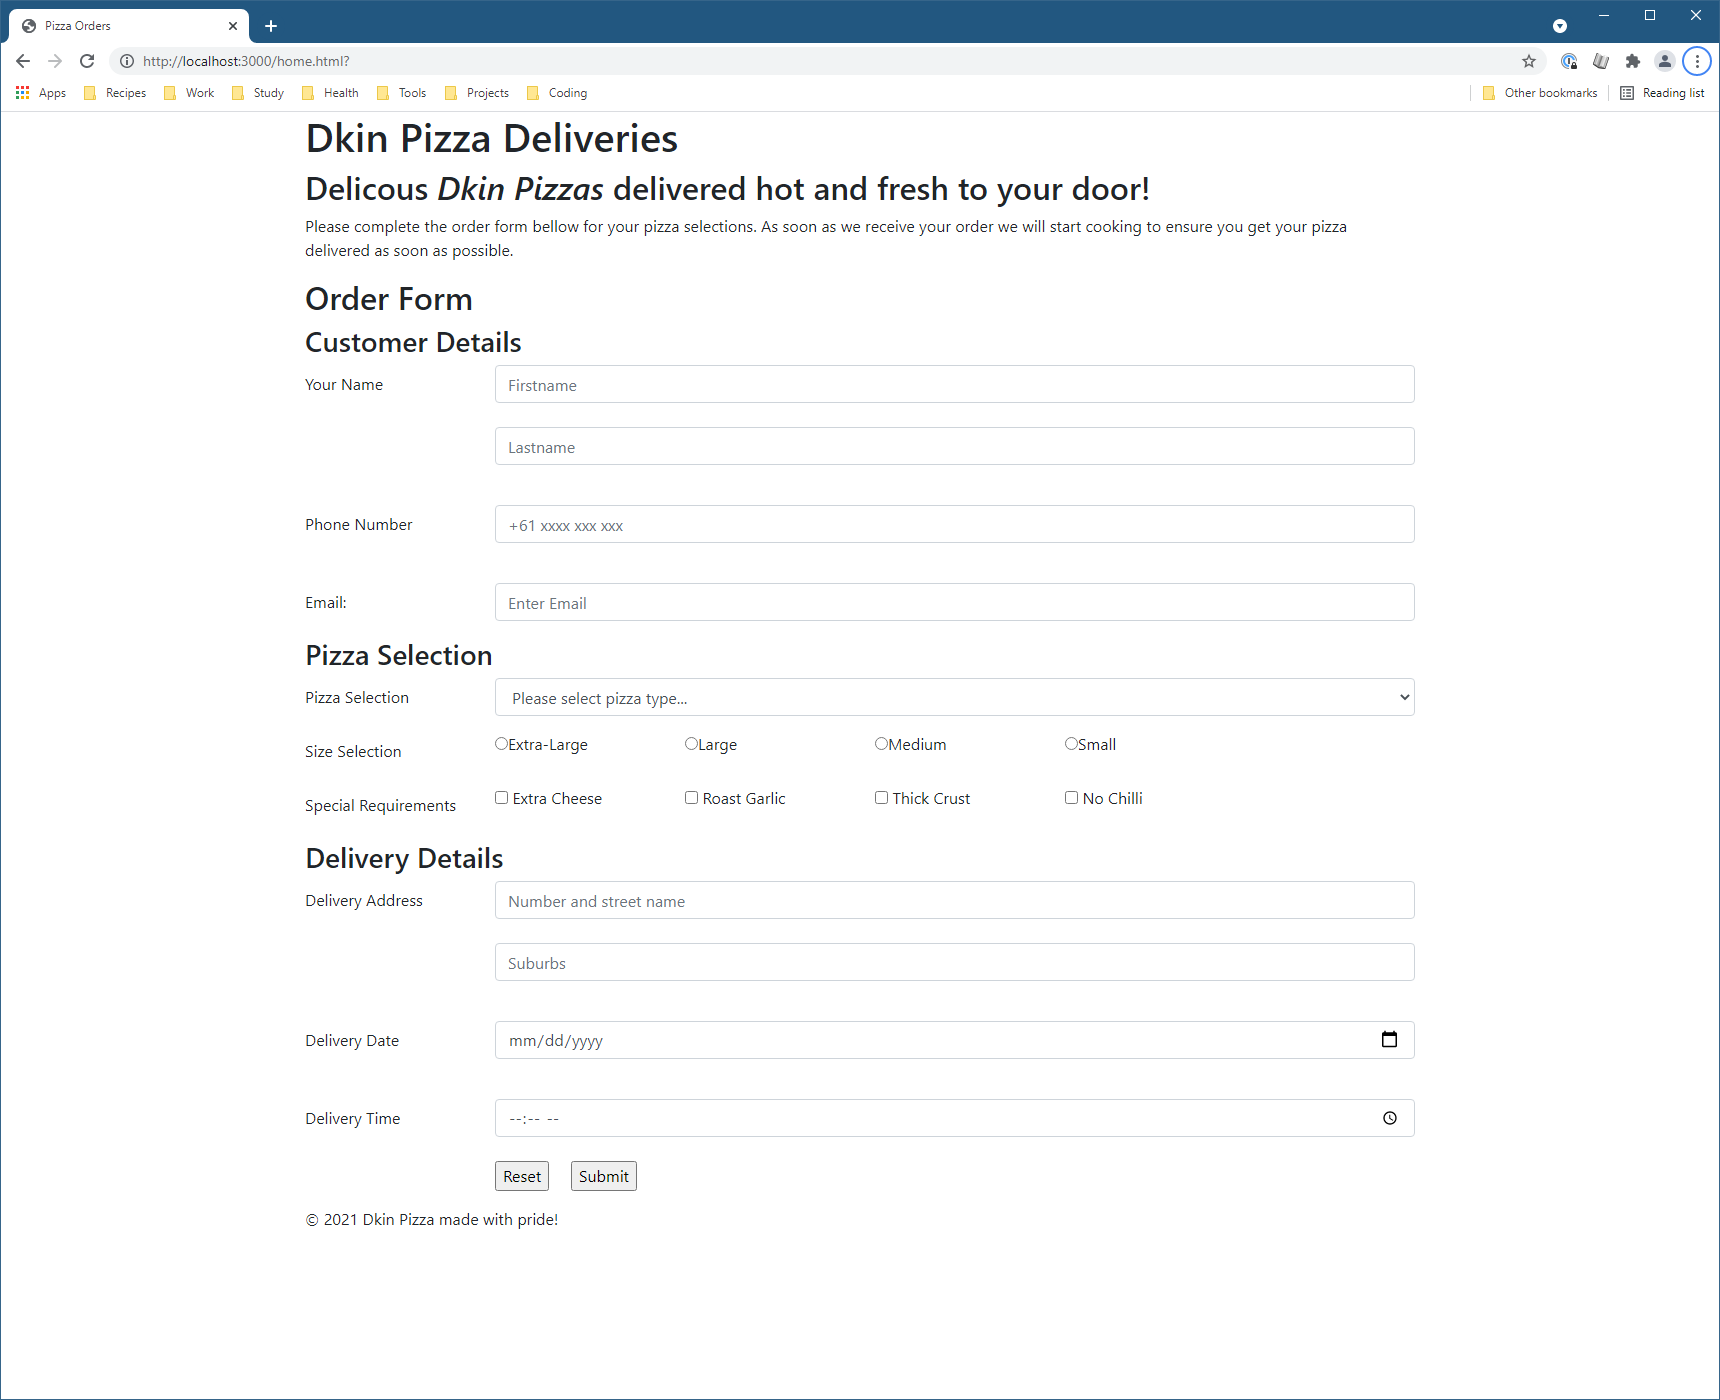 Pizza Orders
http://localhost:3000/home.html?
Apps Recipes Work Study Health Tools Projects Coding Other bookmarks Reading list
Dkin Pizza Deliveries
Delicous Dkin Pizzas delivered hot and fresh to your door!
Please complete the order form bellow for your pizza selections. As soon as we receive your order we will start cooking to ensure you get your pizza
delivered as soon as possible.
Order Form
Customer Details
Your Name Firstname
Lastname
Phone Number +61 xxxx xxx xxx
Email: Enter Email
Pizza Selection
Pizza Selection Please select pizza type...
Size Selection Extra-Large Large Medium Small
Special Requirements Extra Cheese Roast Garlic Thick Crust No Chilli
Delivery Details
Delivery Address Number and street name
Suburbs
Delivery Date mm/dd/yyyy
Delivery Time --:-- --
Reset Submit
© 2021 Dkin Pizza made with pride!